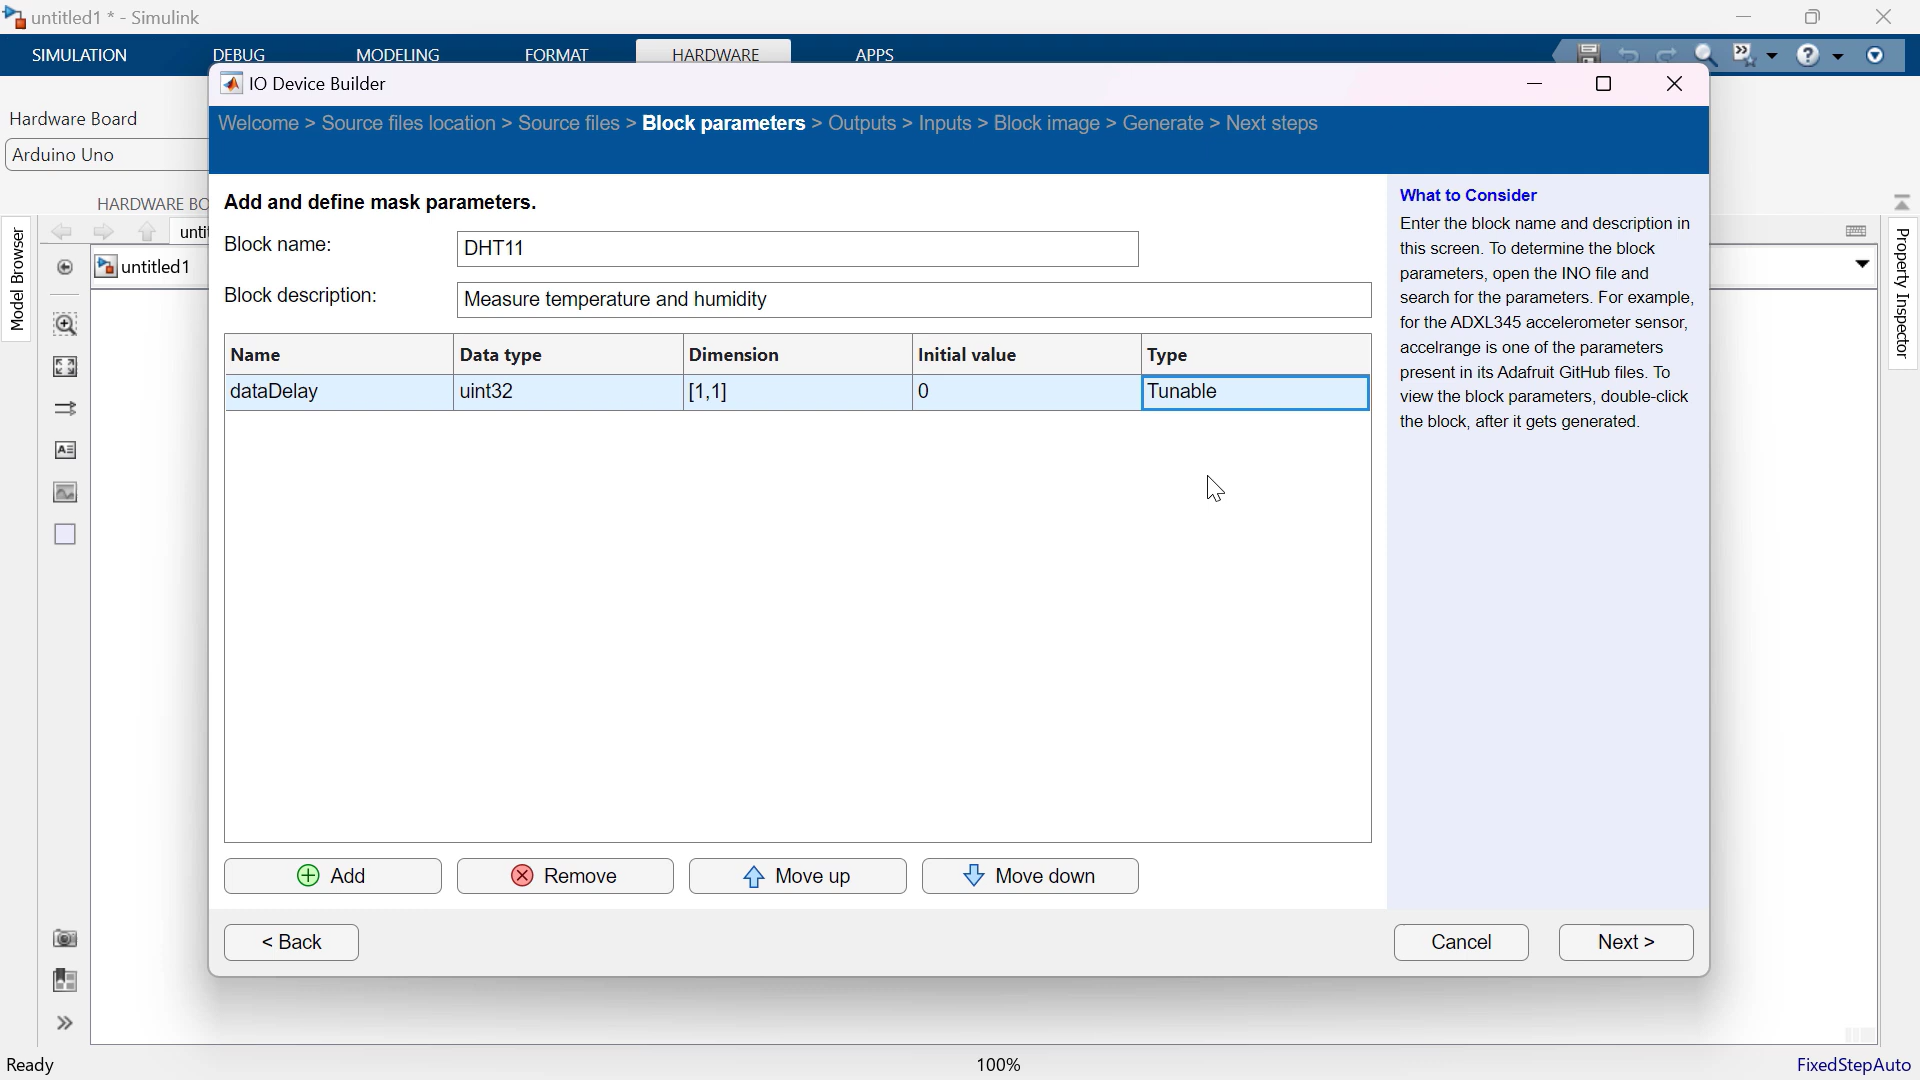 untitled1 * - Simulink
SIMULATION DEBUG MODELING FORMAT HARDWARE APPS
IO Device Builder
Welcome > Source files location > Source files > Block parameters > Outputs > Inputs > Block image > Generate > Next steps
Hardware Board
Arduino Uno
HARDWARE BO
Model Browser
unti
untitled1
Property Inspector
Add and define mask parameters.
Block name: DHT11
Block description: Measure temperature and humidity
Name Data type Dimension Initial value Type
dataDelay uint32 [1,1] 0 Tunable
Add Remove Move up Move down
What to Consider
Enter the block name and description in
this screen. To determine the block
parameters, open the INO file and
search for the parameters. For example,
for the ADXL345 accelerometer sensor,
accelrange is one of the parameters
present in its Adafruit GitHub files. To
view the block parameters, double-click
the block, after it gets generated.
< Back Cancel Next >
Ready 100% FixedStepAuto